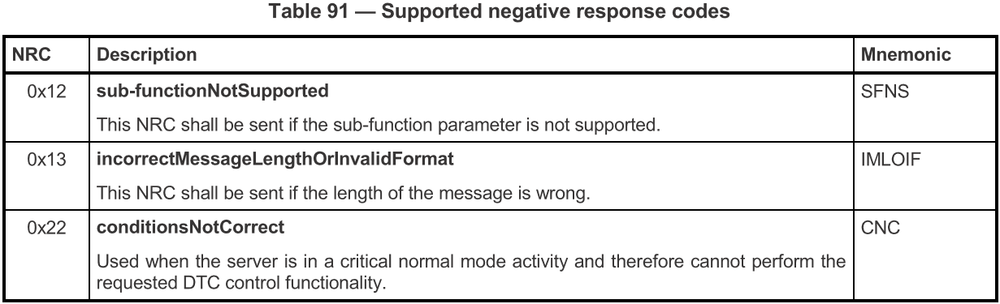 Table 91 — Supported negative response codes
NRC Description Mnemonic
0x12 sub-functionNotSupported SFNS
This NRC shall be sent if the sub-function parameter is not supported.
0x13 incorrectMessageLengthOrInvalidFormat IMLOIF
This NRC shall be sent if the length of the message is wrong.
0x22 conditionsNotCorrect CNC
Used when the server is in a critical normal mode activity and therefore cannot perform the
requested DTC control functionality.